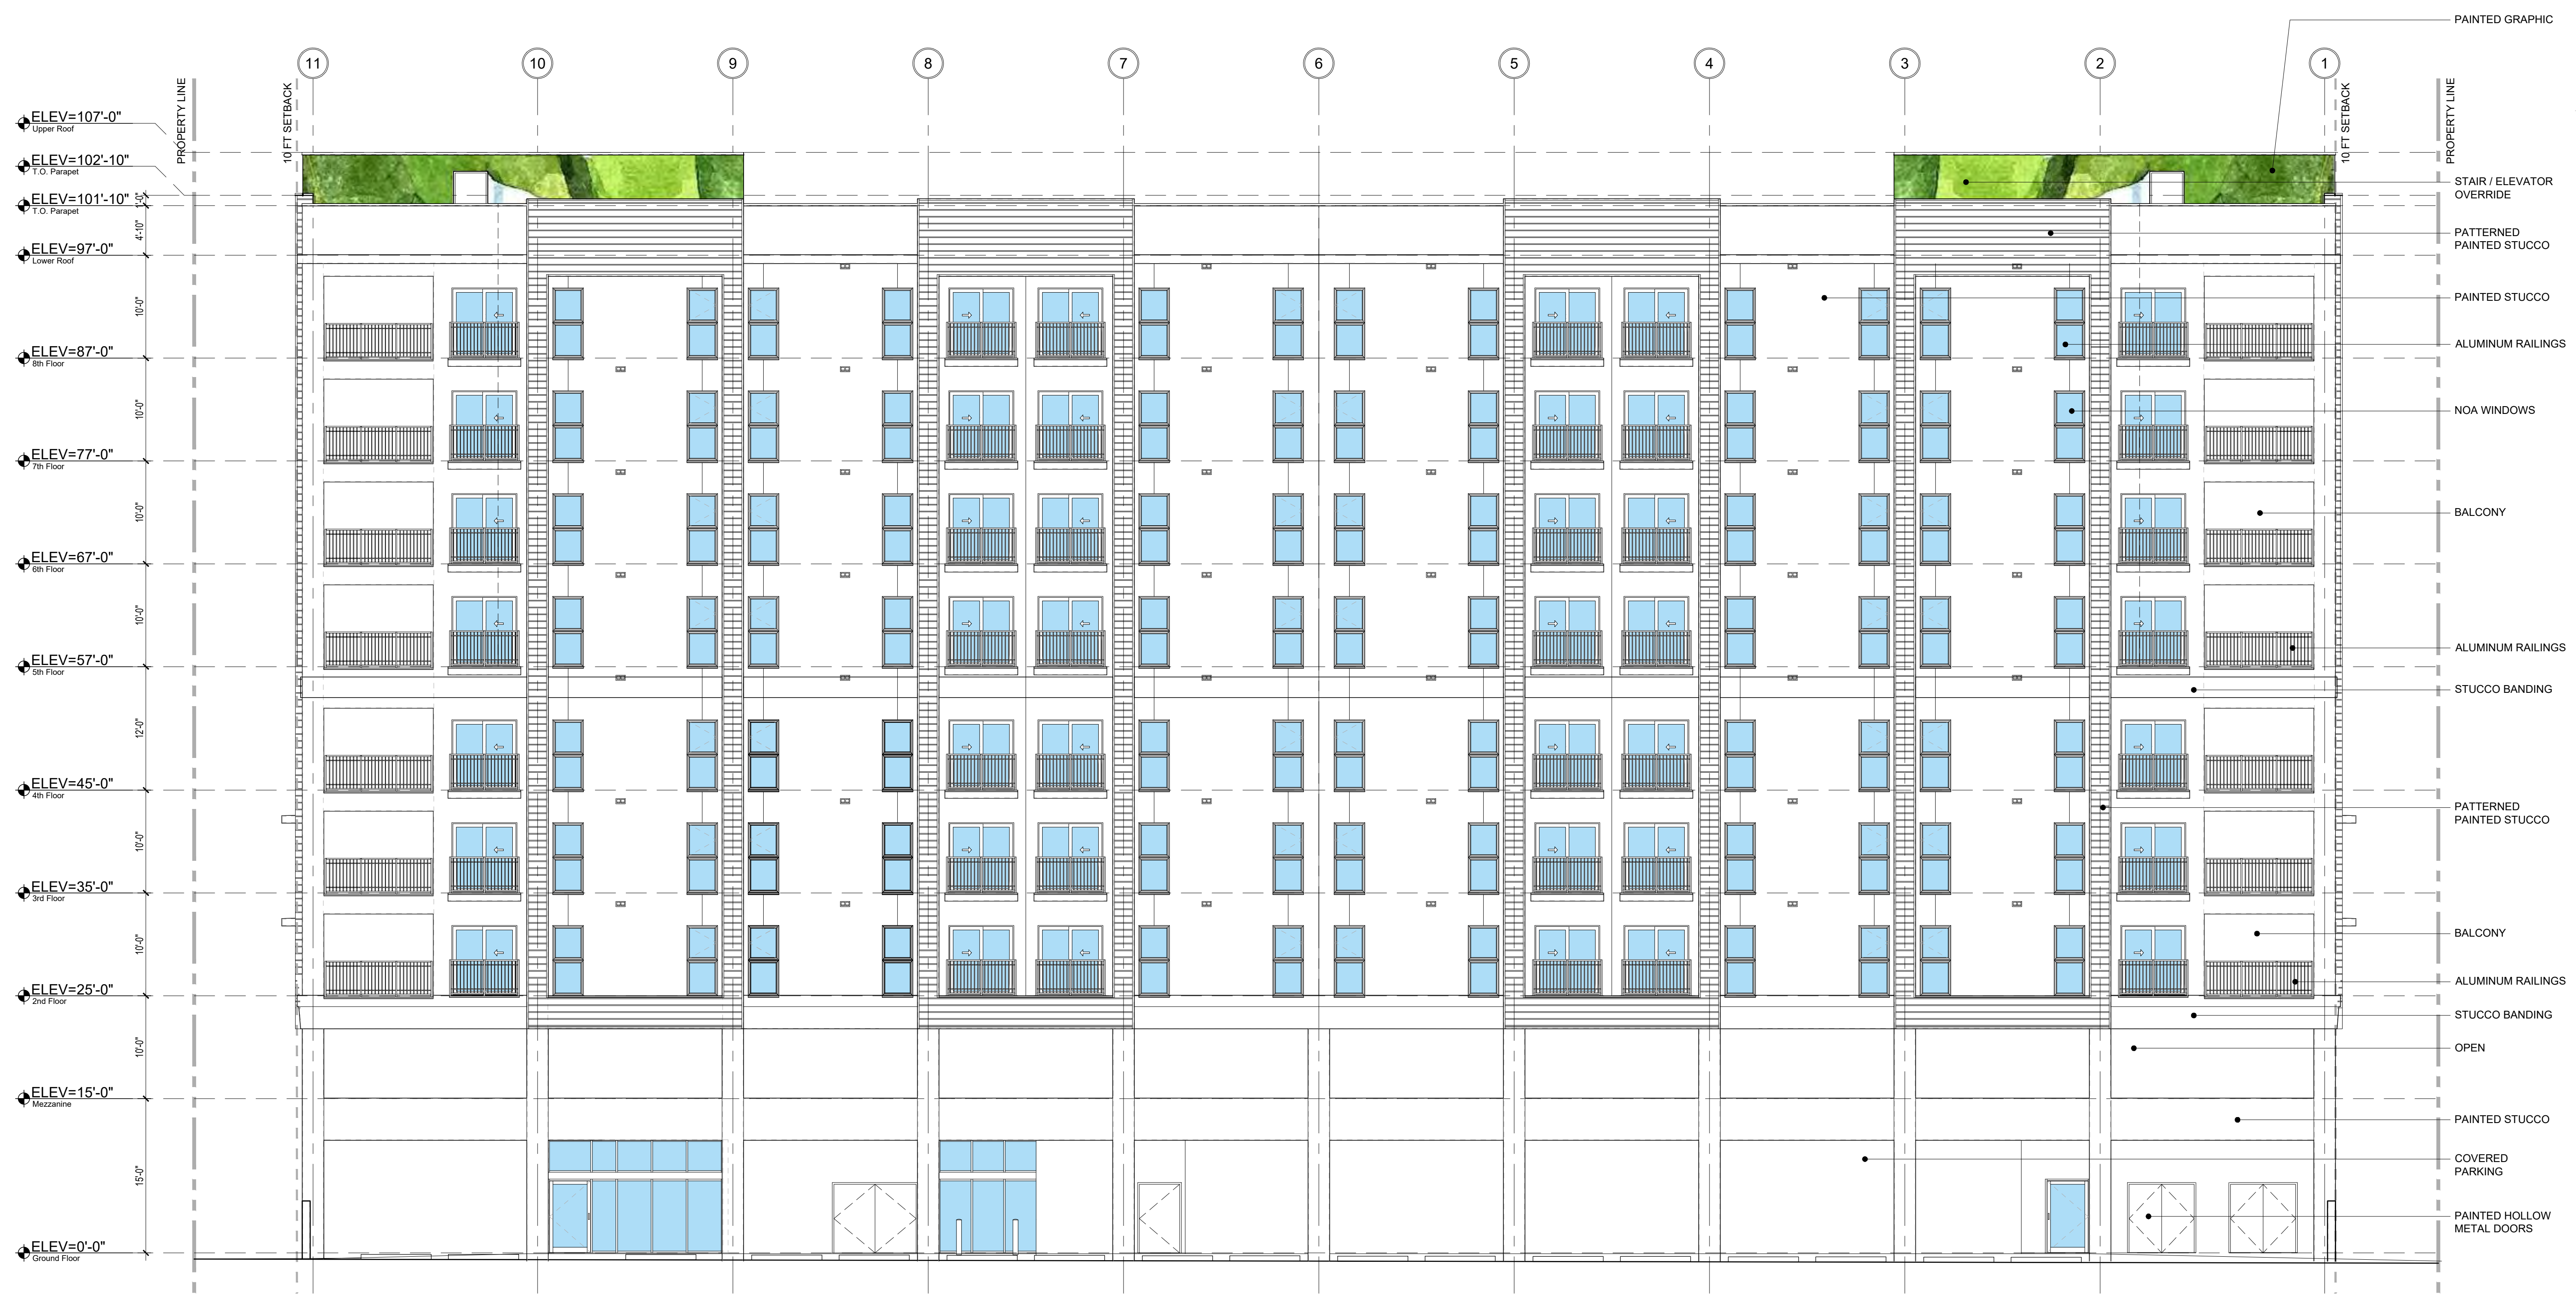 PAINTED GRAPHIC
11
10
9
8
7
6
5
4
3
2
1
PROPERTY LINE
10 FT SETBACK
10 FT SETBACK
PROPERTY LINE
ELEV=107'-0"
Upper Roof
ELEV=102'-10"
T.O. Parapet
STAIR / ELEVATOR
OVERRIDE
ELEV=101'-10"
T.O. Parapet
1'-0"
4'-10"
PATTERNED
PAINTED STUCCO
ELEV=97'-0"
Lower Roof
10'-0"
PAINTED STUCCO
ALUMINUM RAILINGS
ELEV=87'-0"
8th Floor
10'-0"
NOA WINDOWS
ELEV=77'-0"
7th Floor
10'-0"
BALCONY
ELEV=67'-0"
6th Floor
10'-0"
ALUMINUM RAILINGS
ELEV=57'-0"
5th Floor
STUCCO BANDING
12'-0"
ELEV=45'-0"
4th Floor
PATTERNED
PAINTED STUCCO
10'-0"
ELEV=35'-0"
3rd Floor
BALCONY
10'-0"
ALUMINUM RAILINGS
ELEV=25'-0"
2nd Floor
STUCCO BANDING
10'-0"
OPEN
ELEV=15'-0"
Mezzanine
PAINTED STUCCO
COVERED
PARKING
15'-0"
PAINTED HOLLOW
METAL DOORS
ELEV=0'-0"
Ground Floor